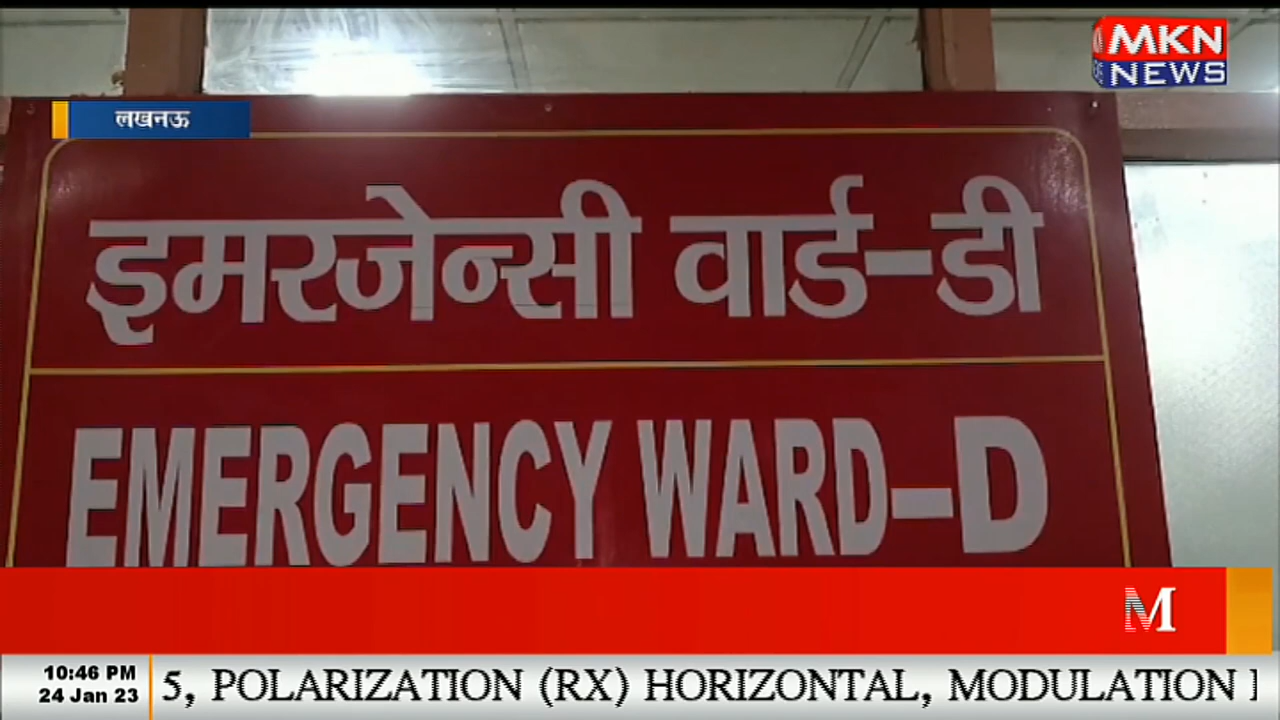 MKN
NEWS
लखनऊ
इमरजेन्सी वार्ड-डी
EMERGENCY WARD-D
M
10:46 PM
24 Jan 23
5, POLARIZATION (RX) HORIZONTAL, MODULATION